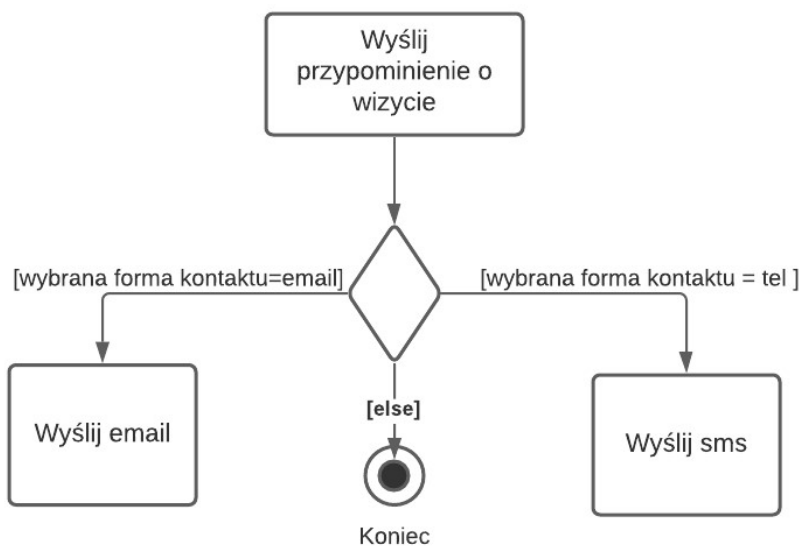 Wyślij
przypominienie o
wizycie
[wybrana forma kontaktu=email]
[wybrana forma kontaktu = tel ]
Wyślij email
[else]
Wyślij sms
Koniec